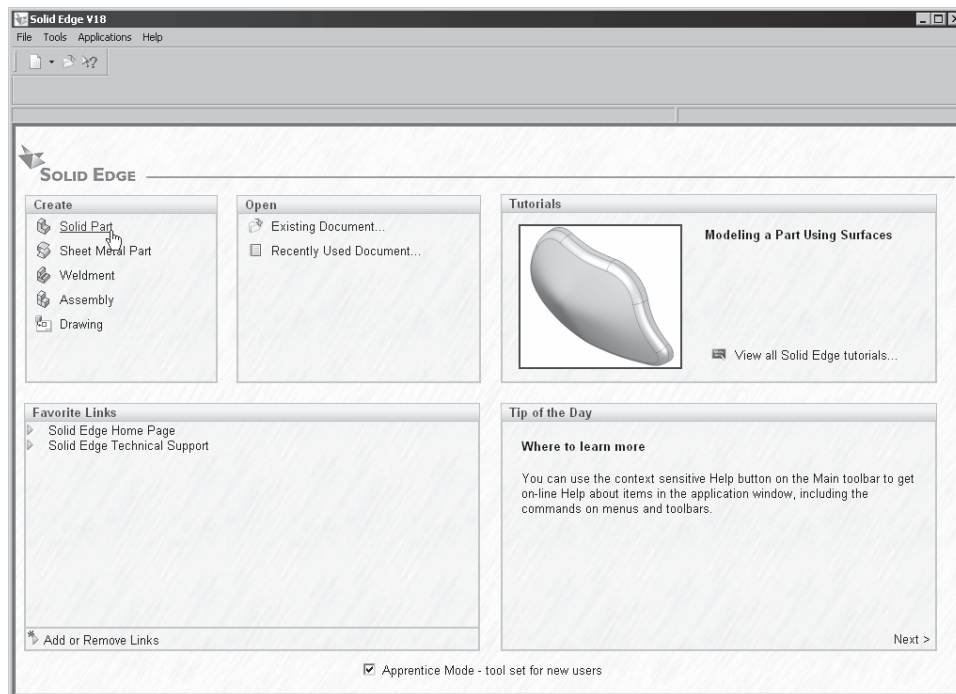 Solid Edge V18
File Tools Applications Help
SOLID EDGE
Create
Solid Part
Sheet Metal Part
Weldment
Assembly
Drawing
Open
Existing Document...
Recently Used Document...
Tutorials
Modeling a Part Using Surfaces
View all Solid Edge tutorials...
Favorite Links
Solid Edge Home Page
Solid Edge Technical Support
Add or Remove Links
Tip of the Day
Where to learn more
You can use the context sensitive Help button on the Main toolbar to get
on-line Help about items in the application window, including the
commands on menus and toolbars.
Next >
Apprentice Mode - tool set for new users